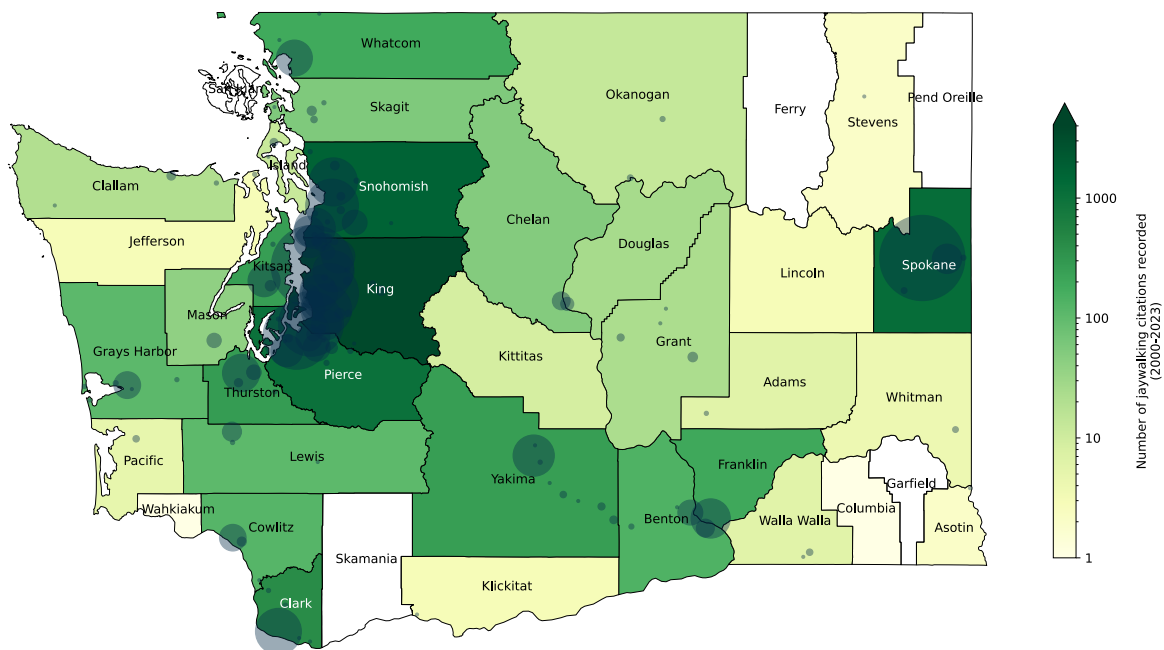 Whatcom
San Juan
Skagit
Okanogan
Ferry
Pend Oreille
Stevens
Island
Clallam
Snohomish
Chelan
Jefferson
Douglas
Kitsap
Spokane
Lincoln
King
Mason
Grays Harbor
Grant
Kittitas
Pierce
Adams
Thurston
Whitman
Lewis
Pacific
Yakima
Franklin
Garfield
Wahkiakum
Columbia
Cowlitz
Benton
Walla Walla
Asotin
Skamania
Klickitat
Clark
1000
100
10
1
Number of jaywalking citations recorded
(2000-2023)